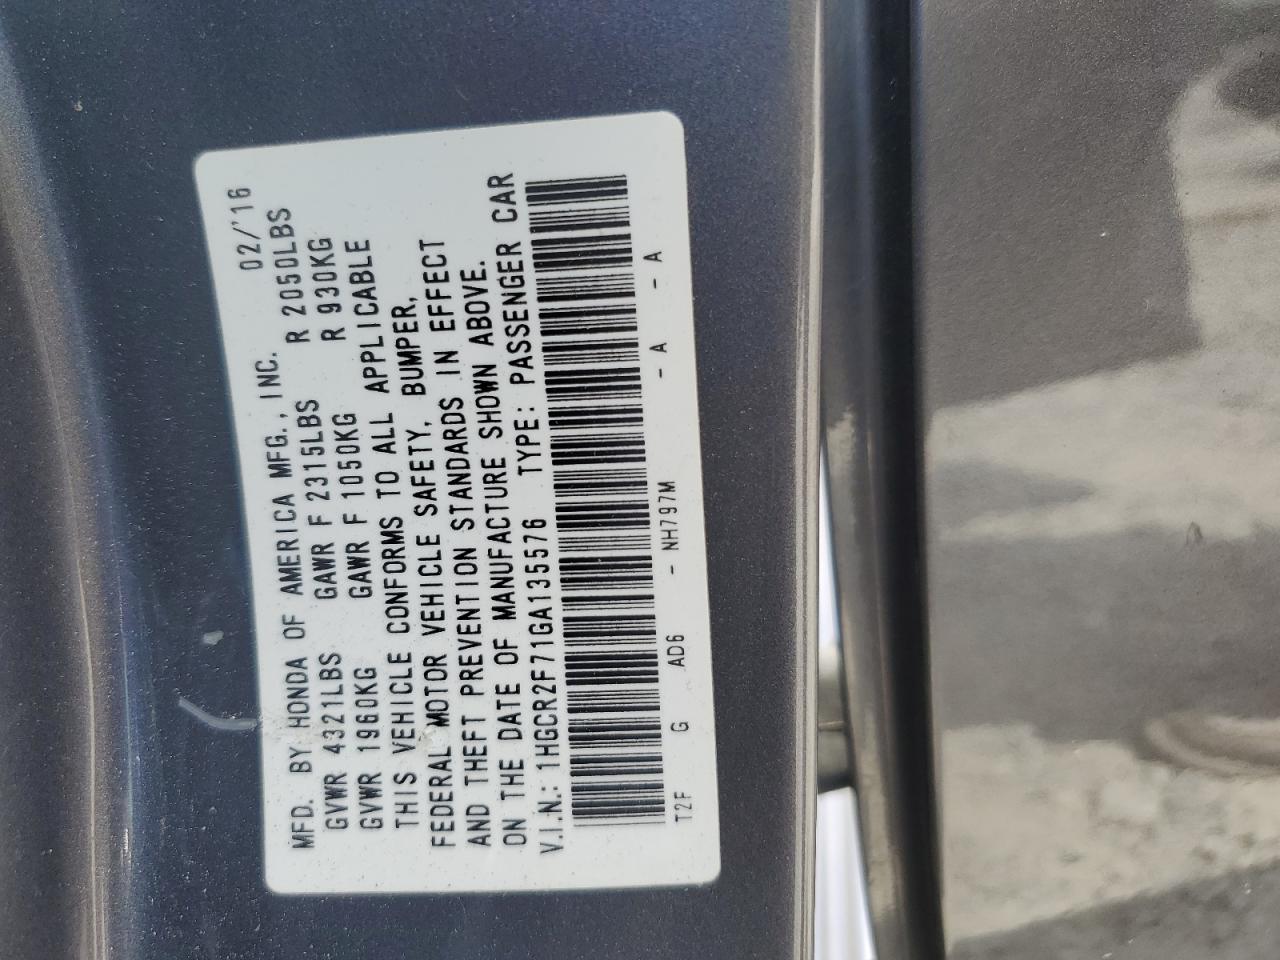 MFD. BY HONDA OF AMERICA MFG., INC. 02/'16
GVWR 4321LBS GAWR F 2315LBS R 2050LBS
GVWR 1960KG GAWR F 1050KG R 930KG
THIS VEHICLE CONFORMS TO ALL APPLICABLE
FEDERAL MOTOR VEHICLE SAFETY, BUMPER,
AND THEFT PREVENTION STANDARDS IN EFFECT
ON THE DATE OF MANUFACTURE SHOWN ABOVE.
V.I.N.: 1HGCR2F71GA135576 TYPE: PASSENGER CAR
T2F G AD6 - NH797M - A - A